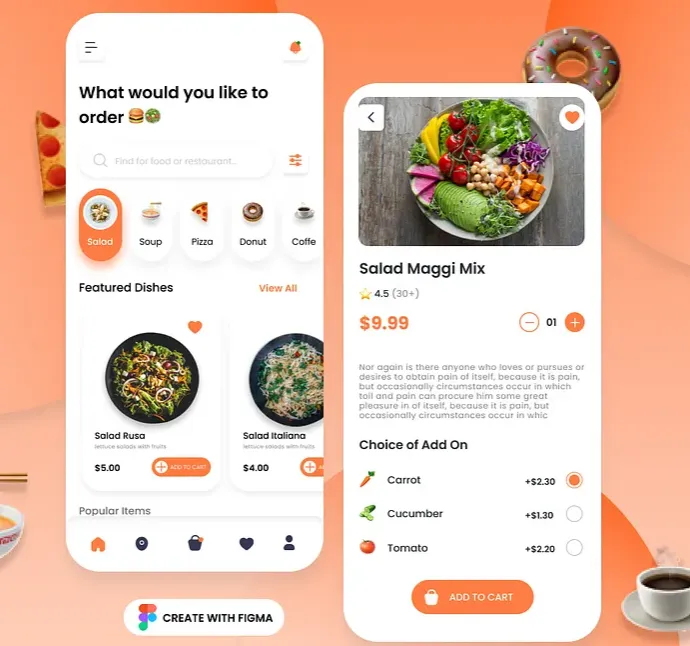 What would you like to
order 🍔🥗
Find for food or restaurant...
Salad
Soup
Pizza
Donut
Coffe
Featured Dishes
View All
Salad Rusa
lettuce salads with fruits
$5.00
ADD TO CART
Salad Italiana
lettuce salads with fruits
$4.00
Popular Items
CREATE WITH FIGMA
Salad Maggi Mix
4.5 (30+)
$9.99
01
Nor again is there anyone who loves or pursues or
desires to obtain pain of itself, because it is pain,
but occasionally circumstances occur in which
toil and pain can procure him some great
pleasure in of itself, because it is pain, but
occasionally circumstances occur in whic
Choice of Add On
Carrot
+$2.30
Cucumber
+$1.30
Tomato
+$2.20
ADD TO CART